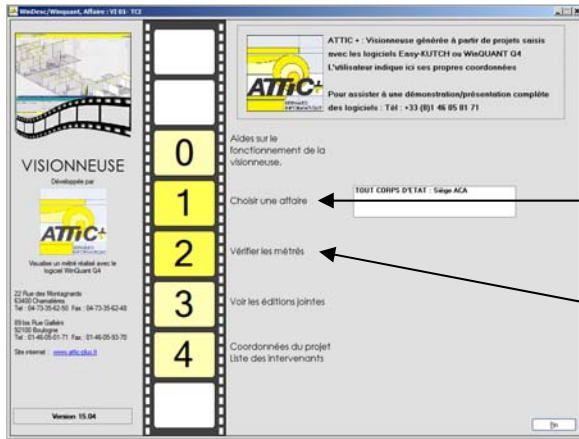 WinDesc/Winquant, Affaire : VI 01- TC2
ATTIC+
BERNARD
INFORMATIQUE
ATTIC + : Visionneuse générée à partir de projets saisis
avec les logiciels Easy-KUTCH ou WinQUANT Q4
L'utilisateur indique ici ses propres coordonnées
Pour assister à une démonstration/présentation complète
des logiciels : Tél : +33 (0)1 46 05 01 71
VISIONNEUSE
Développée par
ATTIC+
Visualise un métré réalisé avec le
logiciel WinQuant Q4
22 Rue des Montagnards
63400 Chamalières
Tel : 04-73-35-62-50 Fax : 04-73-35-62-48
89 bis Rue Galliéni
92100 Boulogne
Tel : 01-46-05-01-71 Fax : 01-46-05-93-70
Site internet : www.attic-plus.fr
Version 15.04
0
Aides sur le
fonctionnement de la
visionneuse.
1
Choisir une affaire
TOUT CORPS D'ETAT : Siège ACA
2
Vérifier les métrés
3
Voir les éditions jointes
4
Coordonnées du projet
Liste des intervenants
Fin